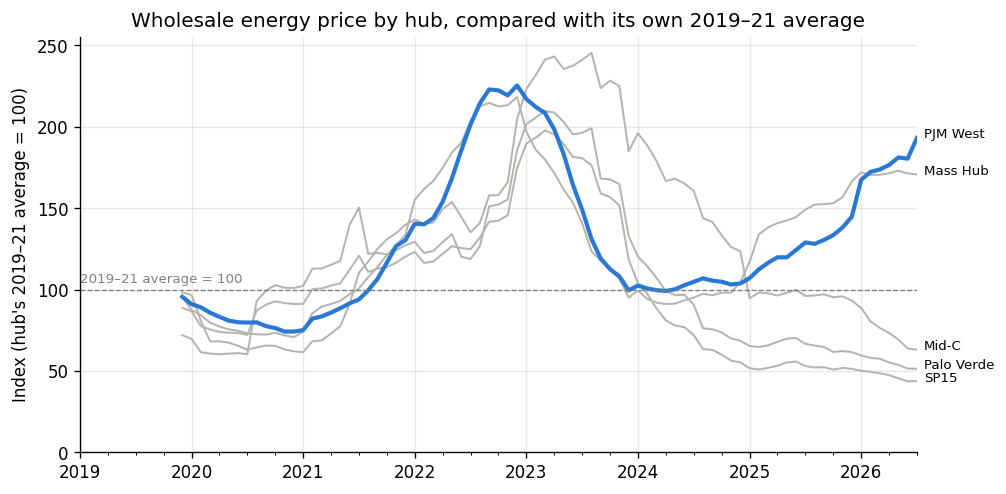 Wholesale energy price by hub, compared with its own 2019–21 average
Index (hub's 2019–21 average = 100)
250
200
150
100
50
0
2019–21 average = 100
PJM West
Mass Hub
Mid-C
Palo Verde
SP15
2019 2020 2021 2022 2023 2024 2025 2026